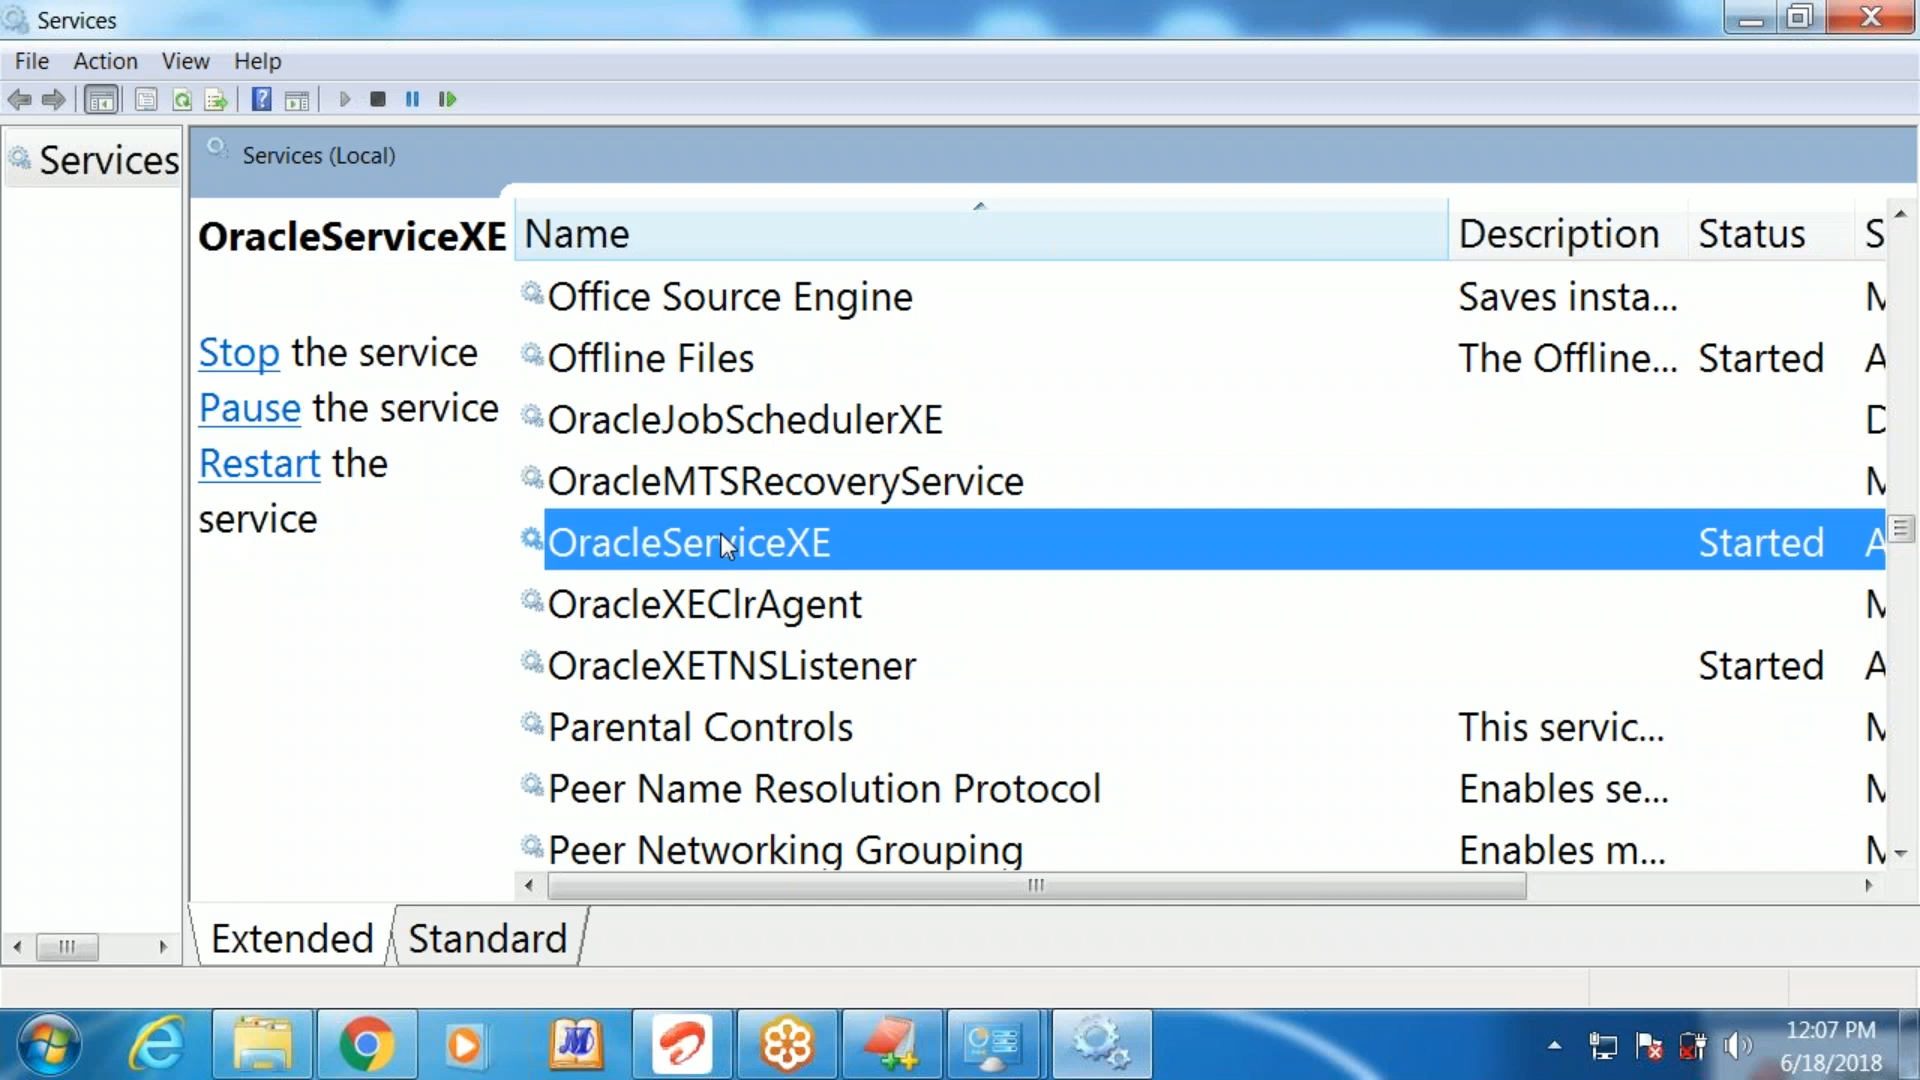 Services
File Action View Help
Services
Services (Local)
OracleServiceXE
Stop the service
Pause the service
Restart the
service
Name Description Status S
Office Source Engine Saves insta... M
Offline Files The Offline... Started A
OracleJobSchedulerXE D
OracleMTSRecoveryService M
OracleServiceXE Started A
OracleXEClrAgent M
OracleXETNSListener Started A
Parental Controls This servic... M
Peer Name Resolution Protocol Enables se... M
Peer Networking Grouping Enables m... M
Extended Standard
12:07 PM
6/18/2018